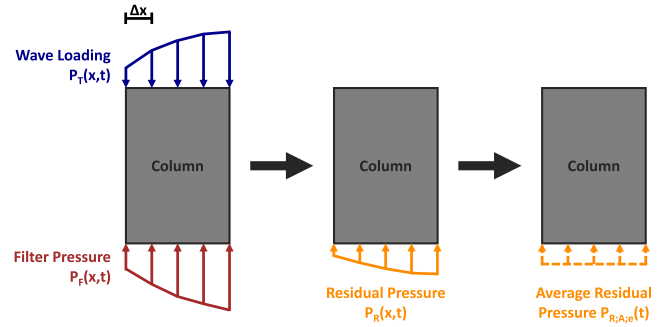 Δx
Wave Loading
P_T(x,t)
Column
Column
Column
Filter Pressure
P_F(x,t)
Residual Pressure
P_R(x,t)
Average Residual
Pressure P_R;A;e(t)